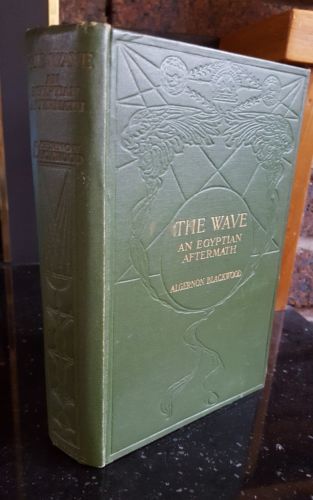 THE WAVE
AN
EGYPTIAN
AFTERMATH
ALGERNON
BLACKWOOD
THE WAVE
AN EGYPTIAN
AFTERMATH
ALGERNON BLACKWOOD